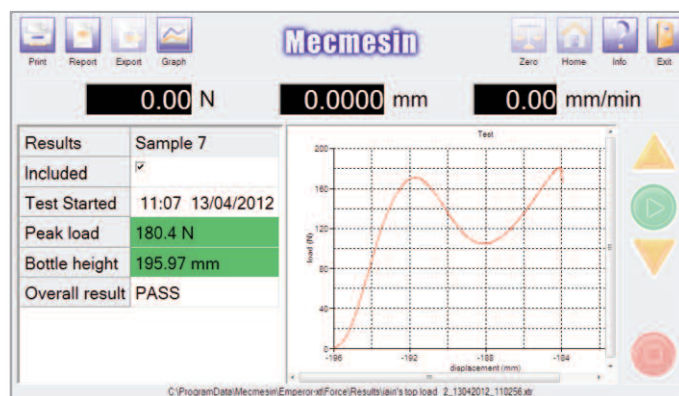 Mecmesin
Print Report Export Graph
Zero Home Info Exit
0.00 N 0.0000 mm 0.00 mm/min
Results Sample 7
Included
Test Started 11:07 13/04/2012
Peak load 180.4 N
Bottle height 195.97 mm
Overall result PASS
Test
load (N)
200
160
120
80
40
0
-196 -192 -188 -184
displacement (mm)
C:\ProgramData\Mecmesin\Emperor-xt\Force\Results\iain's top load_2_13042012_110256.xtr